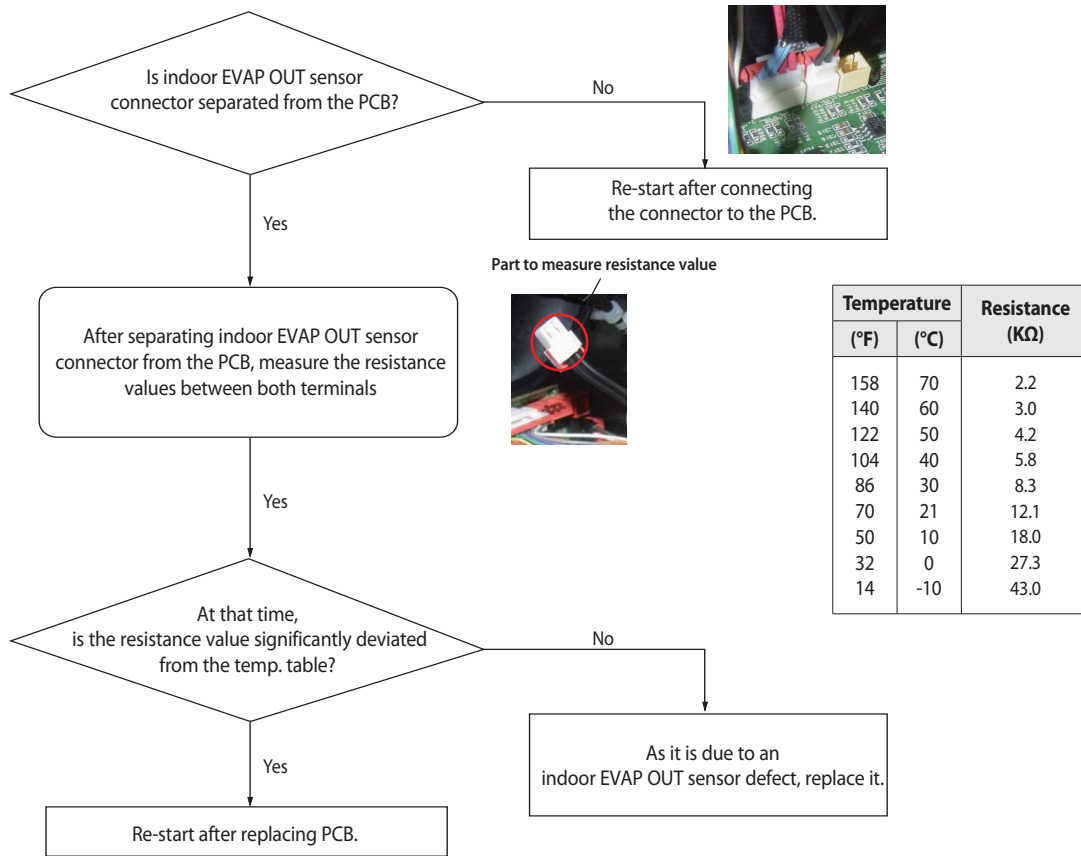 Is indoor EVAP OUT sensor
connector separated from the PCB?
No
Re-start after connecting
the connector to the PCB.
Yes
Part to measure resistance value
After separating indoor EVAP OUT sensor
connector from the PCB, measure the resistance
values between both terminals
Temperature Resistance
(KΩ)
(°F) (°C)
158 70 2.2
140 60 3.0
122 50 4.2
104 40 5.8
86 30 8.3
70 21 12.1
50 10 18.0
32 0 27.3
14 -10 43.0
Yes
At that time,
is the resistance value significantly deviated
from the temp. table?
No
As it is due to an
indoor EVAP OUT sensor defect, replace it.
Yes
Re-start after replacing PCB.